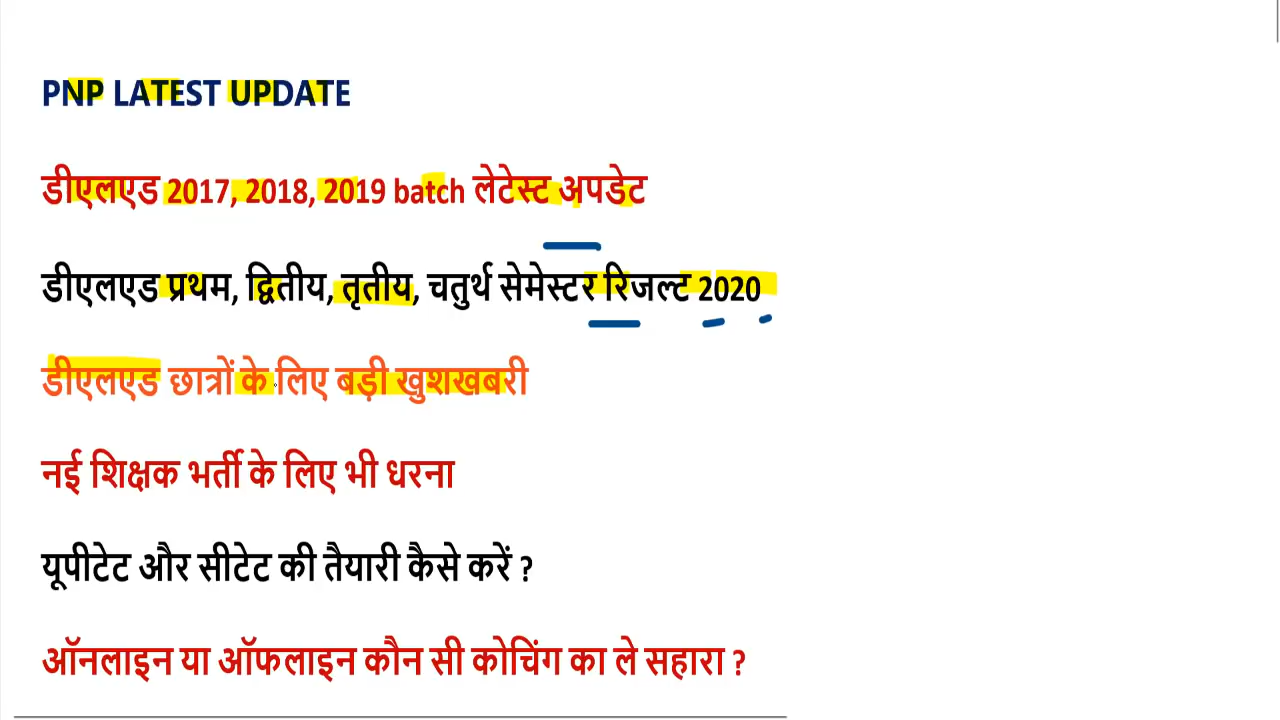 PNP LATEST UPDATE
डीएलएड 2017, 2018, 2019 batch लेटेस्ट अपडेट
डीएलएड प्रथम, द्वितीय, तृतीय, चतुर्थ सेमेस्टर रिजल्ट 2020
डीएलएड छात्रों के लिए बड़ी खुशखबरी
नई शिक्षक भर्ती के लिए भी धरना
यूपीटेट और सीटेट की तैयारी कैसे करें ?
ऑनलाइन या ऑफलाइन कौन सी कोचिंग का ले सहारा ?